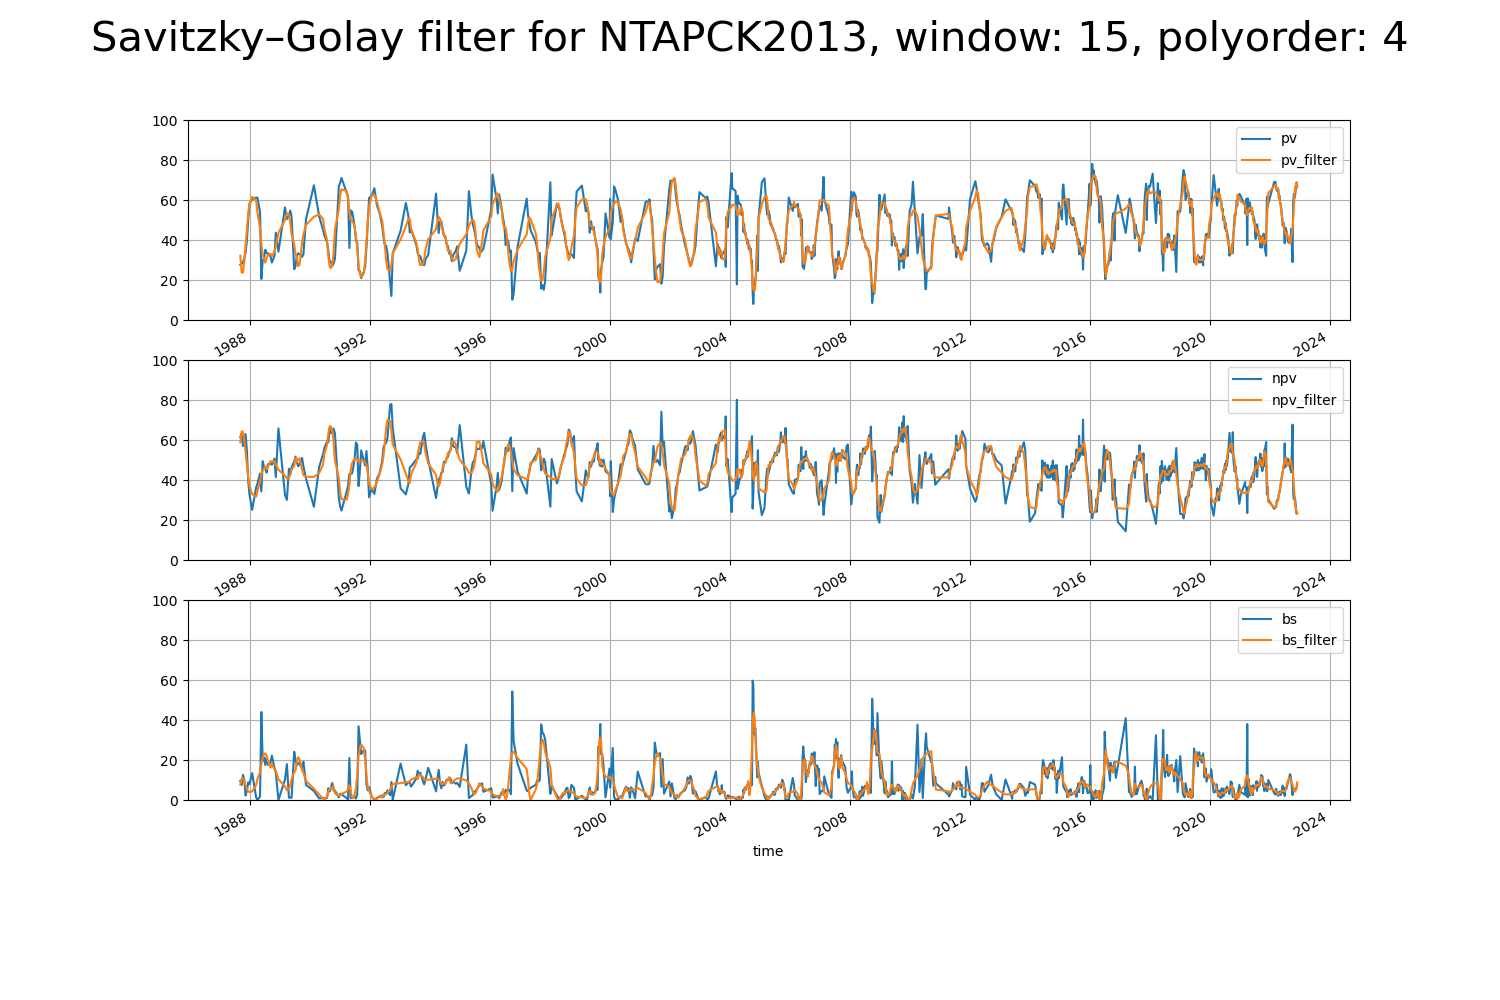 Savitzky–Golay filter for NTAPCK2013, window: 15, polyorder: 4
100
80
60
40
20
0
pv
pv_filter
1988 1992 1996 2000 2004 2008 2012 2016 2020 2024
100
80
60
40
20
0
npv
npv_filter
1988 1992 1996 2000 2004 2008 2012 2016 2020 2024
100
80
60
40
20
0
bs
bs_filter
1988 1992 1996 2000 2004 2008 2012 2016 2020 2024
time